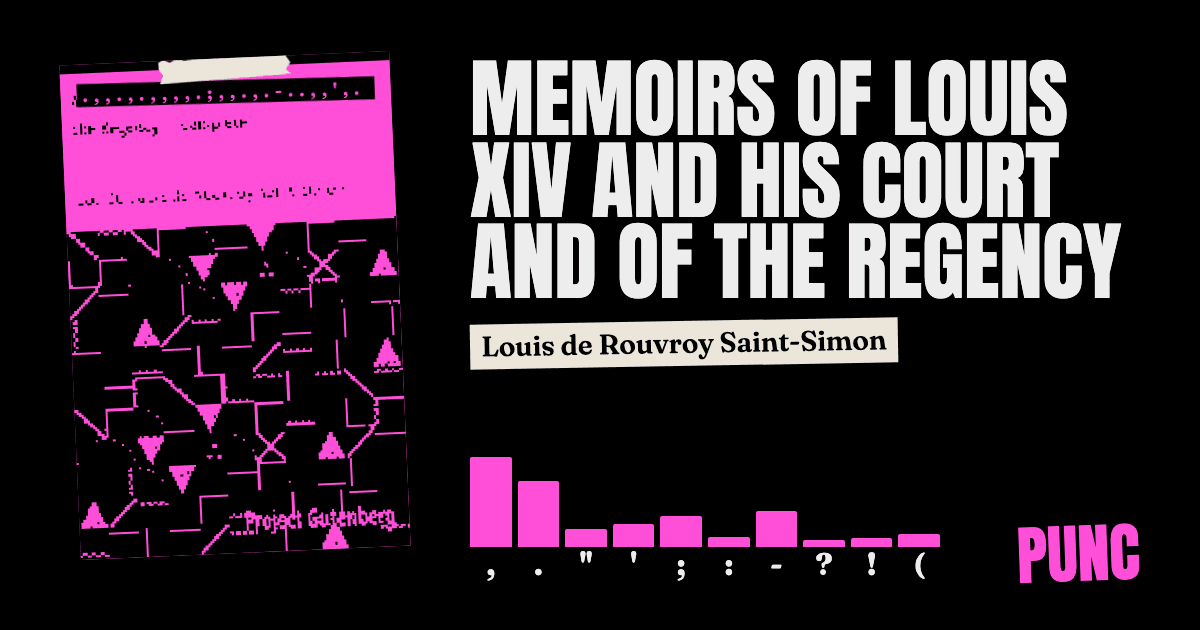 MEMOIRS OF LOUIS
XIV AND HIS COURT
AND OF THE REGENCY
Louis de Rouvroy Saint-Simon
Project Gutenberg
, . " ' ; : - ? ! (
PUNC